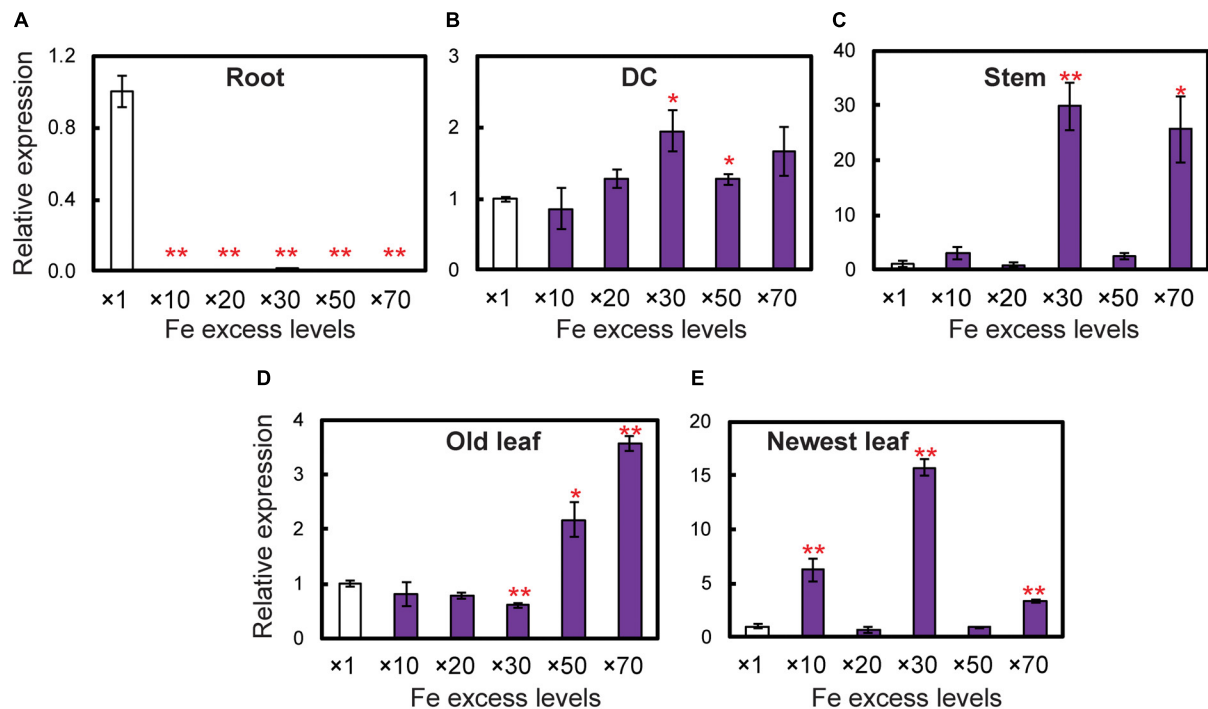 A
Root
Relative expression
1.2
0.8
0.4
0.0
** ** ** ** **
×1 ×10 ×20 ×30 ×50 ×70
Fe excess levels
B
DC
3
2
1
0
* *
×1 ×10 ×20 ×30 ×50 ×70
Fe excess levels
C
Stem
40
30
20
10
0
** *
×1 ×10 ×20 ×30 ×50 ×70
Fe excess levels
D
Old leaf
Relative expression
4
3
2
1
0
** * **
×1 ×10 ×20 ×30 ×50 ×70
Fe excess levels
E
Newest leaf
20
15
10
5
0
** ** **
×1 ×10 ×20 ×30 ×50 ×70
Fe excess levels